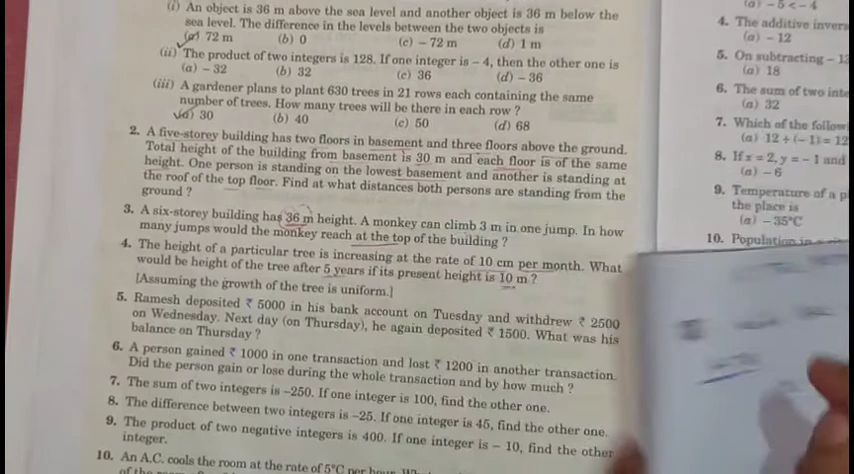 (i) An object is 36 m above the sea level and another object is 36 m below the
sea level. The difference in the levels between the two objects is
(a) 72 m (b) 0 (c) – 72 m (d) 1 m
(ii) The product of two integers is 128. If one integer is – 4, then the other one is
(a) – 32 (b) 32 (c) 36 (d) – 36
(iii) A gardener plans to plant 630 trees in 21 rows each containing the same
number of trees. How many trees will be there in each row ?
(a) 30 (b) 40 (c) 50 (d) 68
2. A five-storey building has two floors in basement and three floors above the ground.
Total height of the building from basement is 30 m and each floor is of the same
height. One person is standing on the lowest basement and another is standing at
the roof of the top floor. Find at what distances both persons are standing from the
ground ?
3. A six-storey building has 36 m height. A monkey can climb 3 m in one jump. In how
many jumps would the monkey reach at the top of the building ?
4. The height of a particular tree is increasing at the rate of 10 cm per month. What
would be height of the tree after 5 years if its present height is 10 m ?
[Assuming the growth of the tree is uniform.]
5. Ramesh deposited ₹ 5000 in his bank account on Tuesday and withdrew ₹ 2500
on Wednesday. Next day (on Thursday), he again deposited ₹ 1500. What was his
balance on Thursday ?
6. A person gained ₹ 1000 in one transaction and lost ₹ 1200 in another transaction.
Did the person gain or lose during the whole transaction and by how much ?
7. The sum of two integers is –250. If one integer is 100, find the other one.
8. The difference between two integers is –25. If one integer is 45, find the other one.
9. The product of two negative integers is 400. If one integer is – 10, find the other
integer.
10. An A.C. cools the room at the rate of 5°C per hour.
(a) – 5 < – 4
4. The additive invers
(a) – 12
5. On subtracting – 1
(a) 18
6. The sum of two inte
(a) 32
7. Which of the follow
(a) 12 ÷ (– 1) = 12
8. If x = 2, y = – 1 and
(a) – 6
9. Temperature of a p
the place is
(a) – 35°C
10. Population in